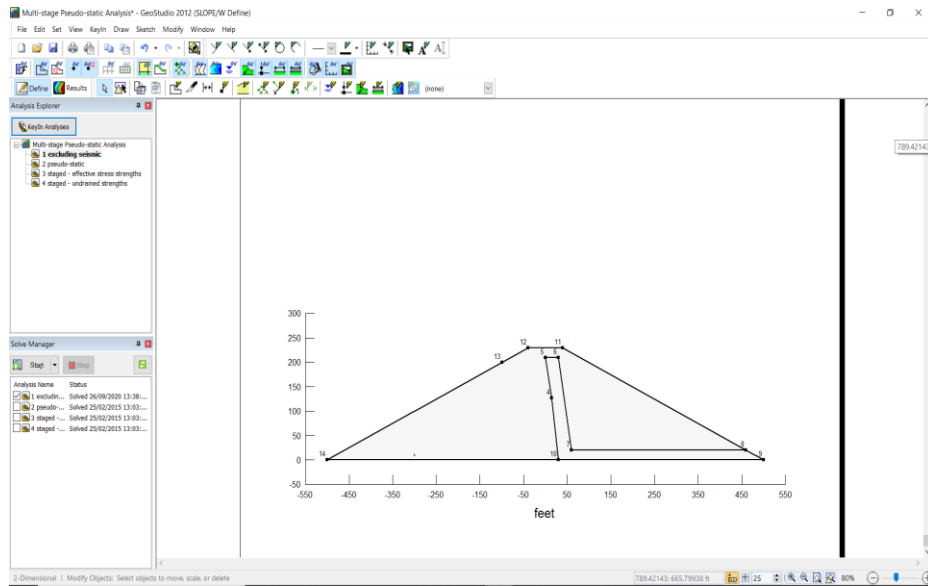 Multi-stage Pseudo-static Analysis* - GeoStudio 2012 (SLOPE/W Define)
File Edit Set View KeyIn Draw Sketch Modify Window Help
Define Results (none)
Analysis Explorer
KeyIn Analyses
Multi-stage Pseudo-static Analysis
1 excluding seismic
2 pseudo-static
3 staged - effective stress strengths
4 staged - undrained strengths
789.42143
Solve Manager
Start Stop
Analysis Name Status
1 excludin... Solved 26/09/2020 13:38:...
2 pseudo-... Solved 25/02/2015 13:03:...
3 staged -... Solved 25/02/2015 13:03:...
4 staged -... Solved 25/02/2015 13:03:...
300
250
200
150
100
50
0
-50
12 11
13 5 6
4
7 8
14 10 9
-550 -450 -350 -250 -150 -50 50 150 250 350 450 550
feet
2-Dimensional | Modify Objects: Select objects to move, scale, or delete
789.42143; 665.79938 ft 25 80%